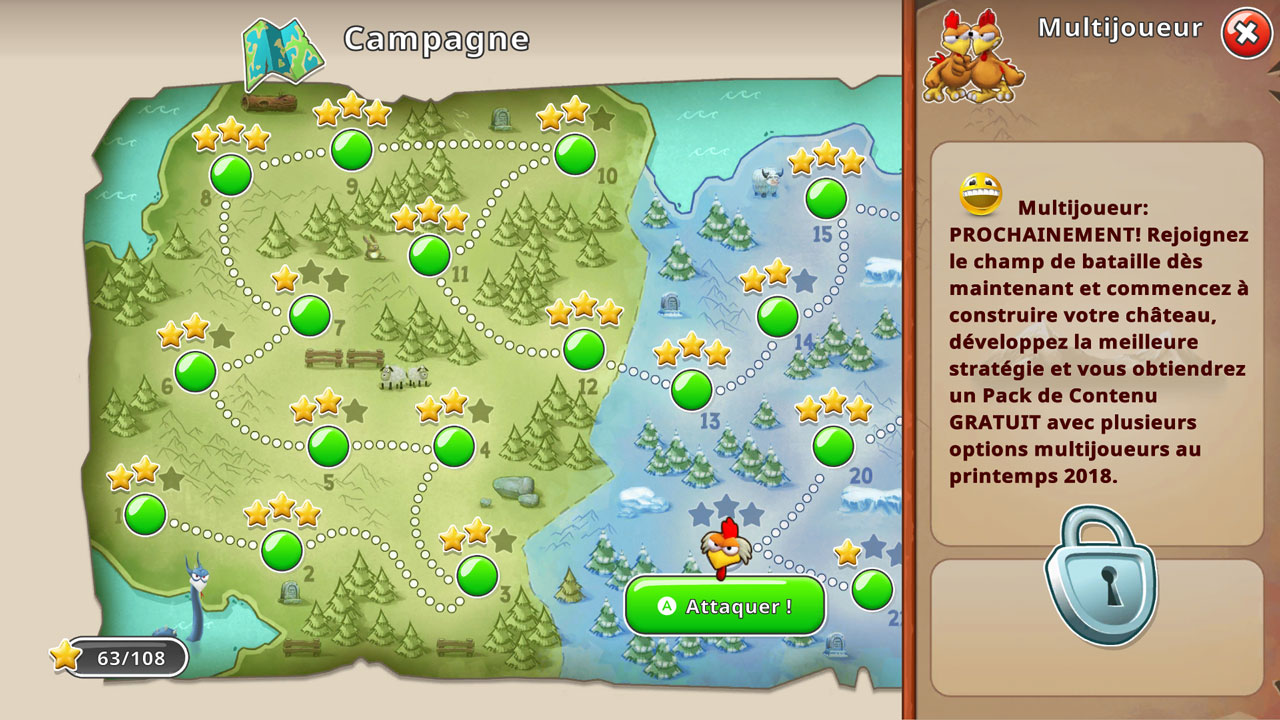 Campagne
Multijoueur
8
9
10
15
11
7
14
6
12
13
5
4
20
1
2
3
A Attaquer !
63/108
Multijoueur:
PROCHAINEMENT! Rejoignez
le champ de bataille dès
maintenant et commencez à
construire votre château,
développez la meilleure
stratégie et vous obtiendrez
un Pack de Contenu
GRATUIT avec plusieurs
options multijoueurs au
printemps 2018.